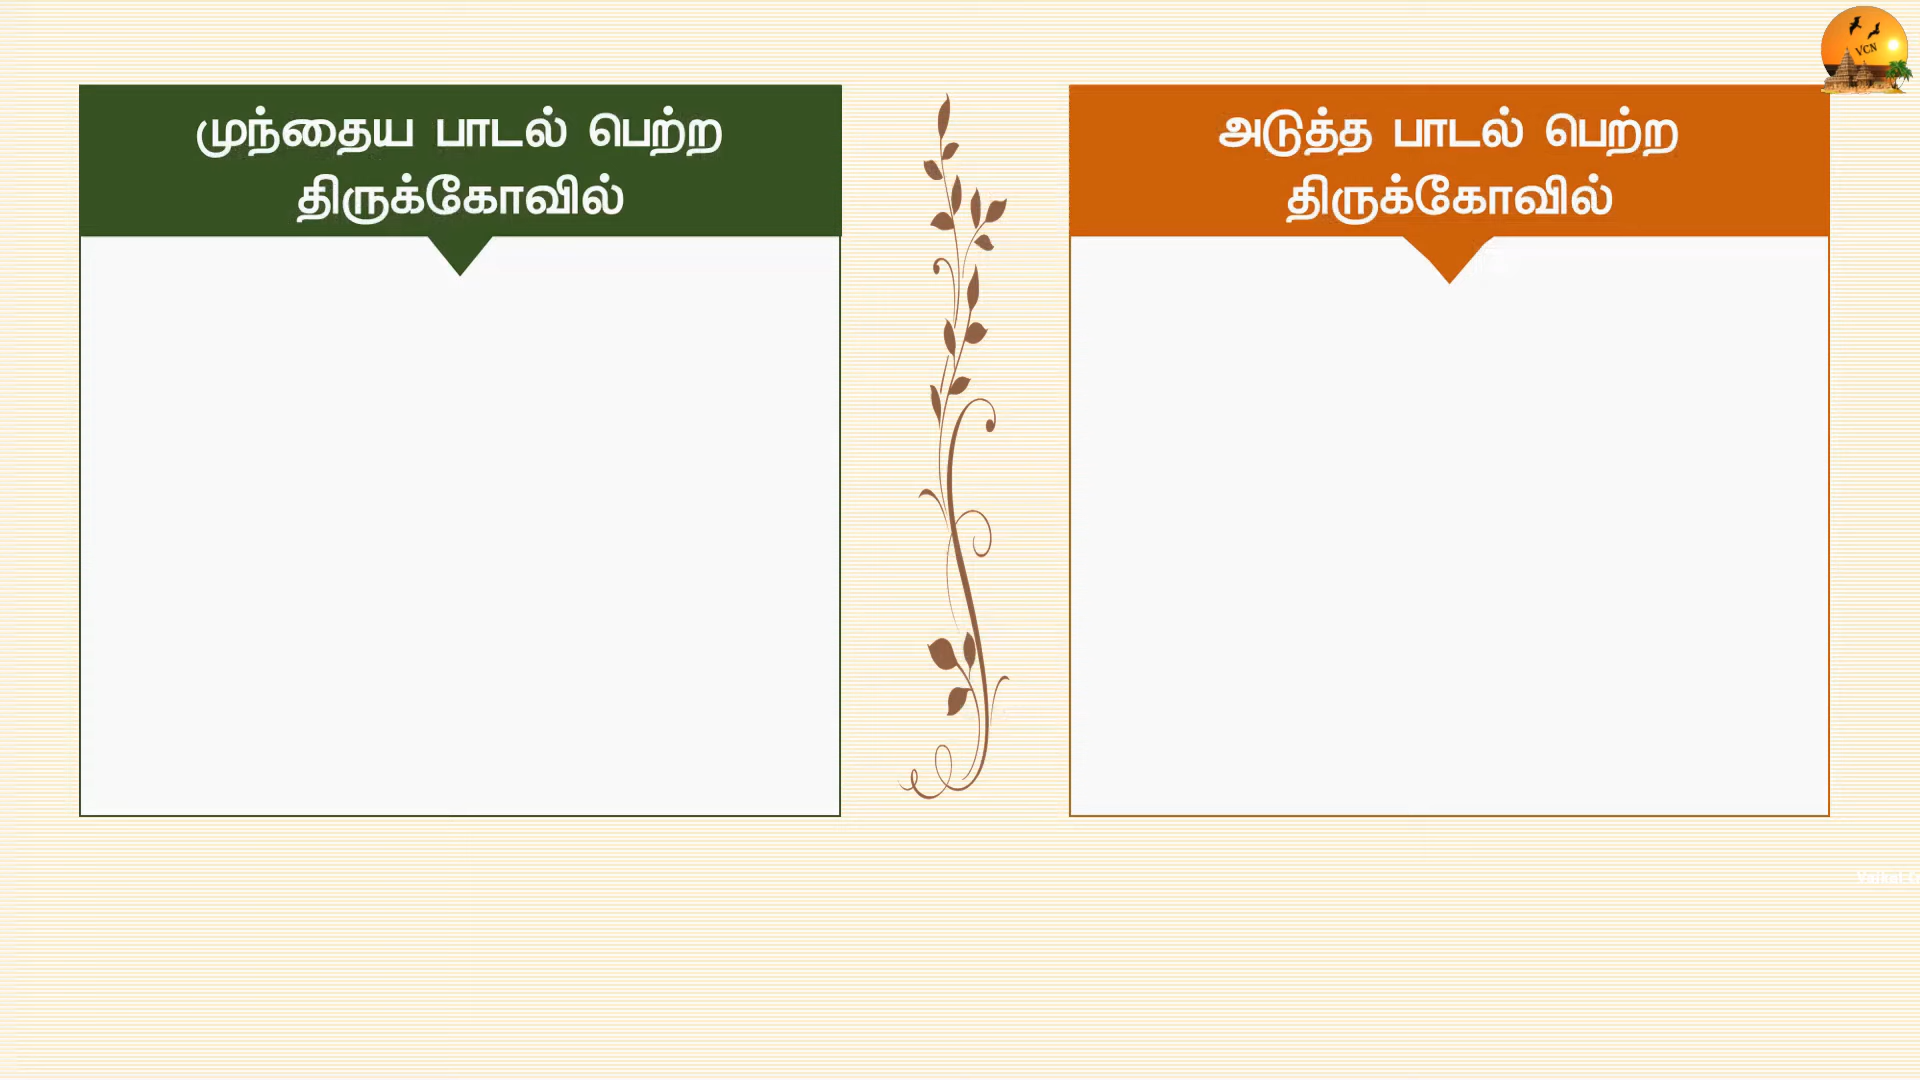 முந்தைய பாடல் பெற்ற
திருக்கோவில்
அடுத்த பாடல் பெற்ற
திருக்கோவில்
VCN